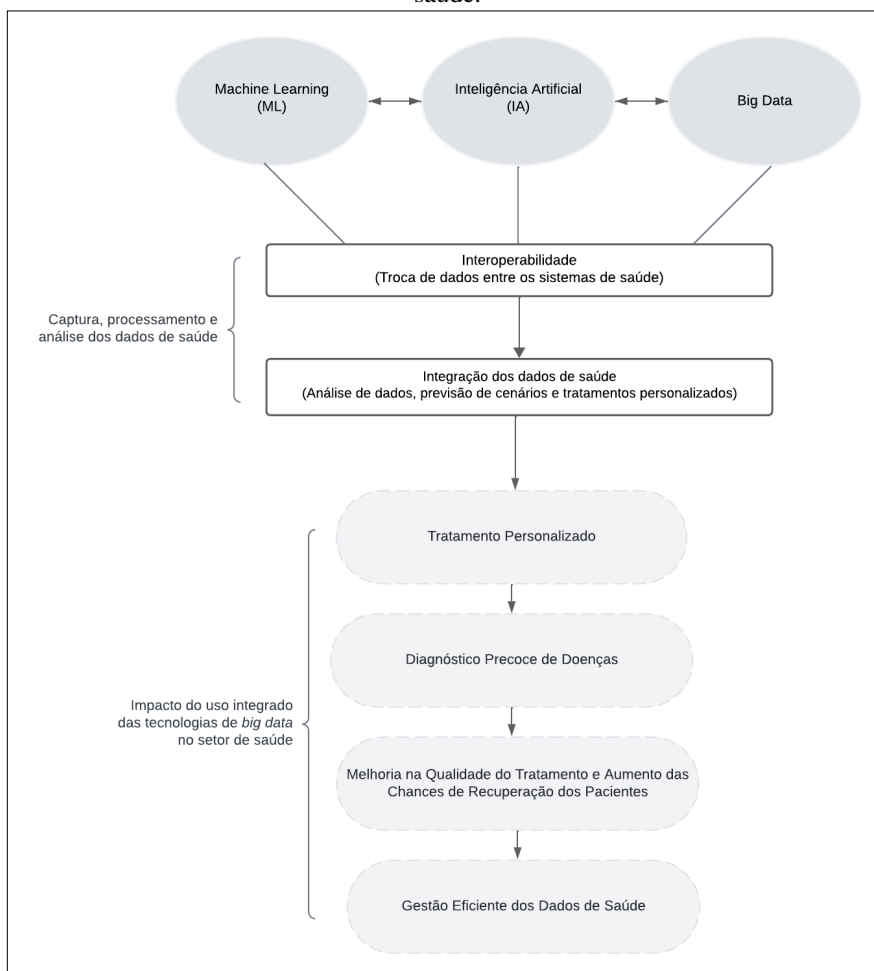 saúde.
Machine Learning
(ML)
Inteligência Artificial
(IA)
Big Data
Interoperabilidade
(Troca de dados entre os sistemas de saúde)
Captura, processamento e
análise dos dados de saúde
Integração dos dados de saúde
(Análise de dados, previsão de cenários e tratamentos personalizados)
Tratamento Personalizado
Diagnóstico Precoce de Doenças
Impacto do uso integrado
das tecnologias de big data
no setor de saúde
Melhoria na Qualidade do Tratamento e Aumento das
Chances de Recuperação dos Pacientes
Gestão Eficiente dos Dados de Saúde